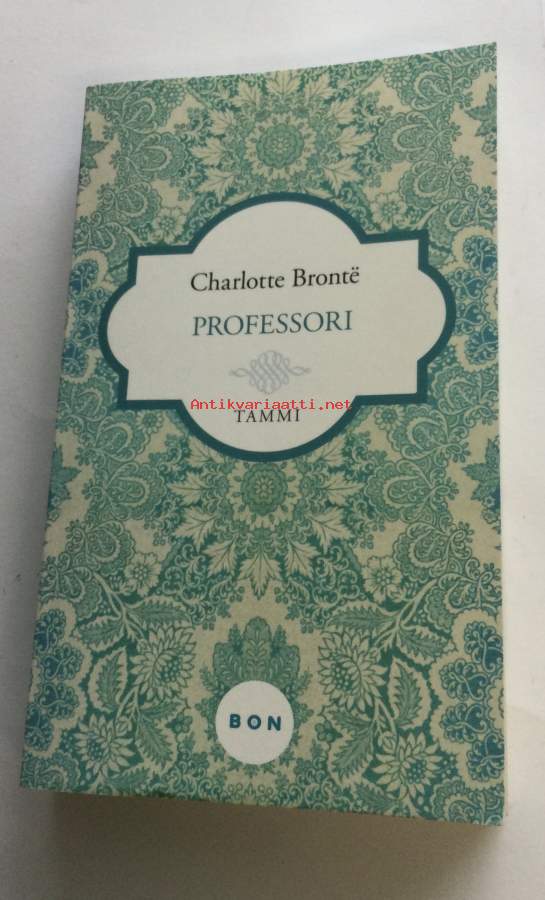 Charlotte Brontë
PROFESSORI
Antikvariaatti.net
TAMMI
BON